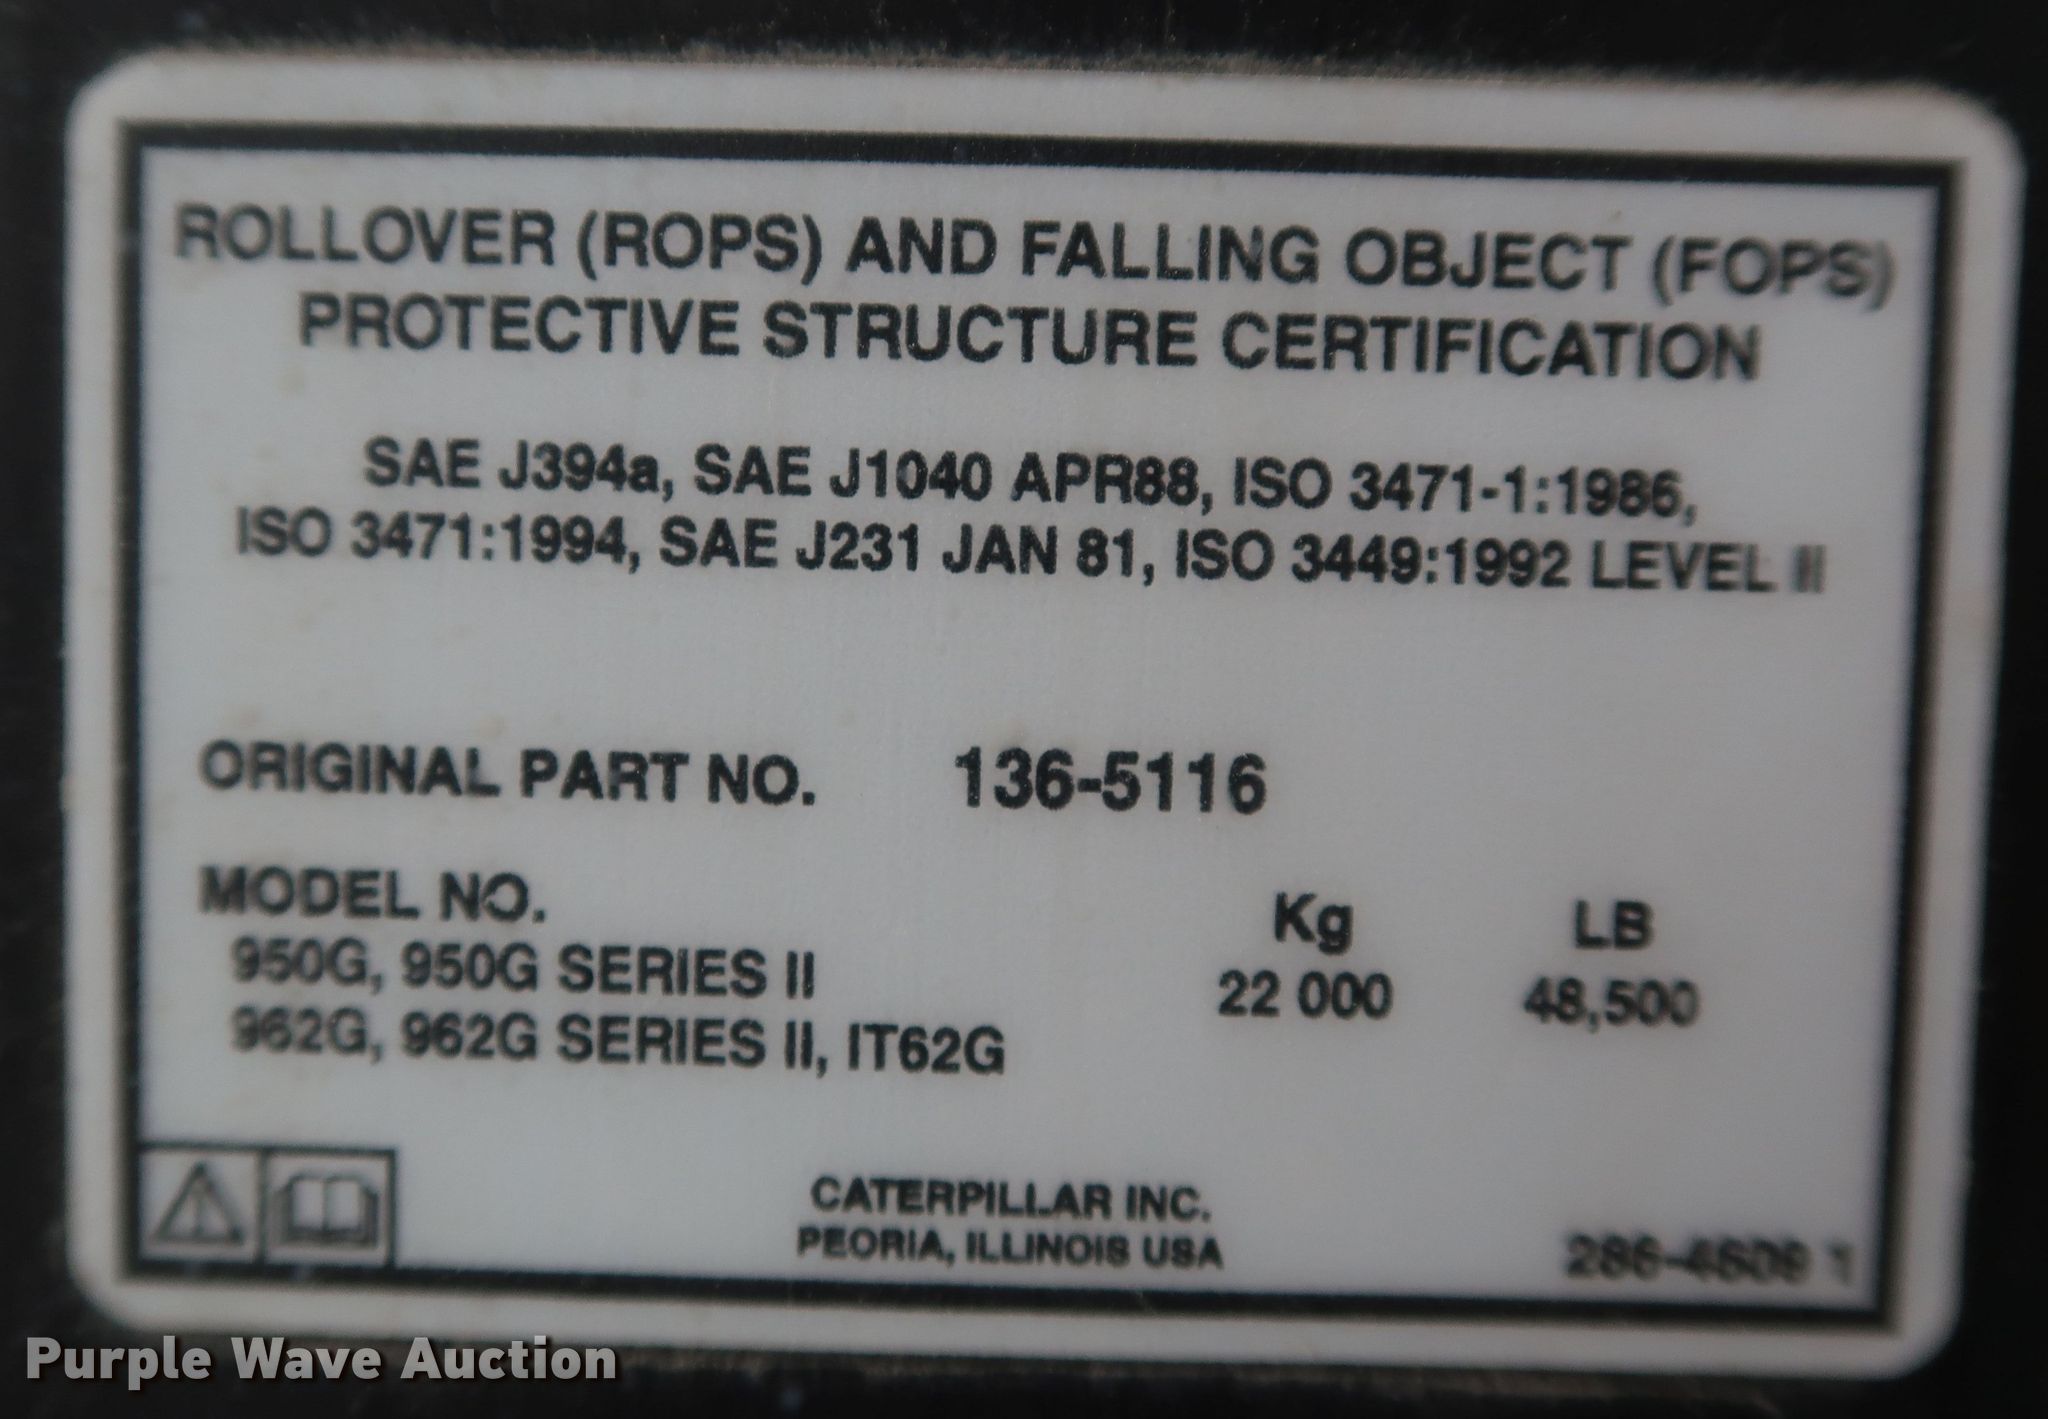 ROLLOVER (ROPS) AND FALLING OBJECT (FOPS)
PROTECTIVE STRUCTURE CERTIFICATION
SAE J394a, SAE J1040 APR88, ISO 3471-1:1986,
ISO 3471:1994, SAE J231 JAN 81, ISO 3449:1992 LEVEL II
ORIGINAL PART NO. 136-5116
MODEL NO. Kg LB
950G, 950G SERIES II 22 000 48,500
962G, 962G SERIES II, IT62G
CATERPILLAR INC.
PEORIA, ILLINOIS USA
Purple Wave Auction